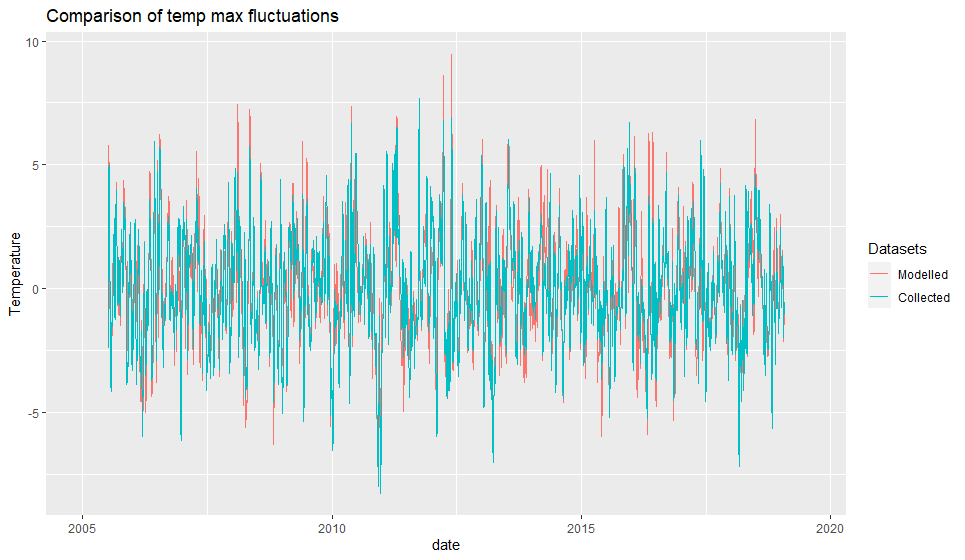 Comparison of temp max fluctuations
10
5
0
-5
Temperature
2005
2010
2015
2020
date
Datasets
Modelled
Collected